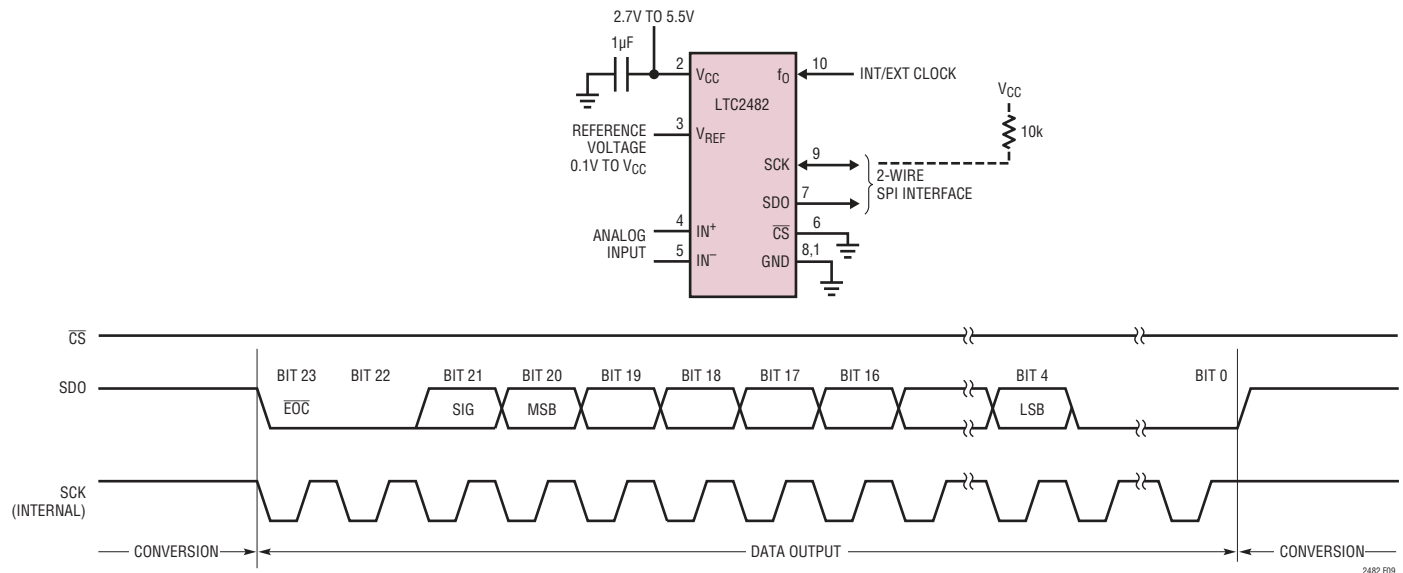 2.7V TO 5.5V
1µF
2
VCC
LTC2482
fO
10
INT/EXT CLOCK
VCC
10k
REFERENCE
VOLTAGE
0.1V TO VCC
3
VREF
SCK
9
2-WIRE
SPI INTERFACE
SDO
7
ANALOG
INPUT
4
IN+
5
IN−
CS
6
GND
8,1
CS
SDO
BIT 23
BIT 22
BIT 21
BIT 20
BIT 19
BIT 18
BIT 17
BIT 16
BIT 4
BIT 0
EOC
SIG
MSB
LSB
SCK
(INTERNAL)
CONVERSION
DATA OUTPUT
CONVERSION
2482 F09